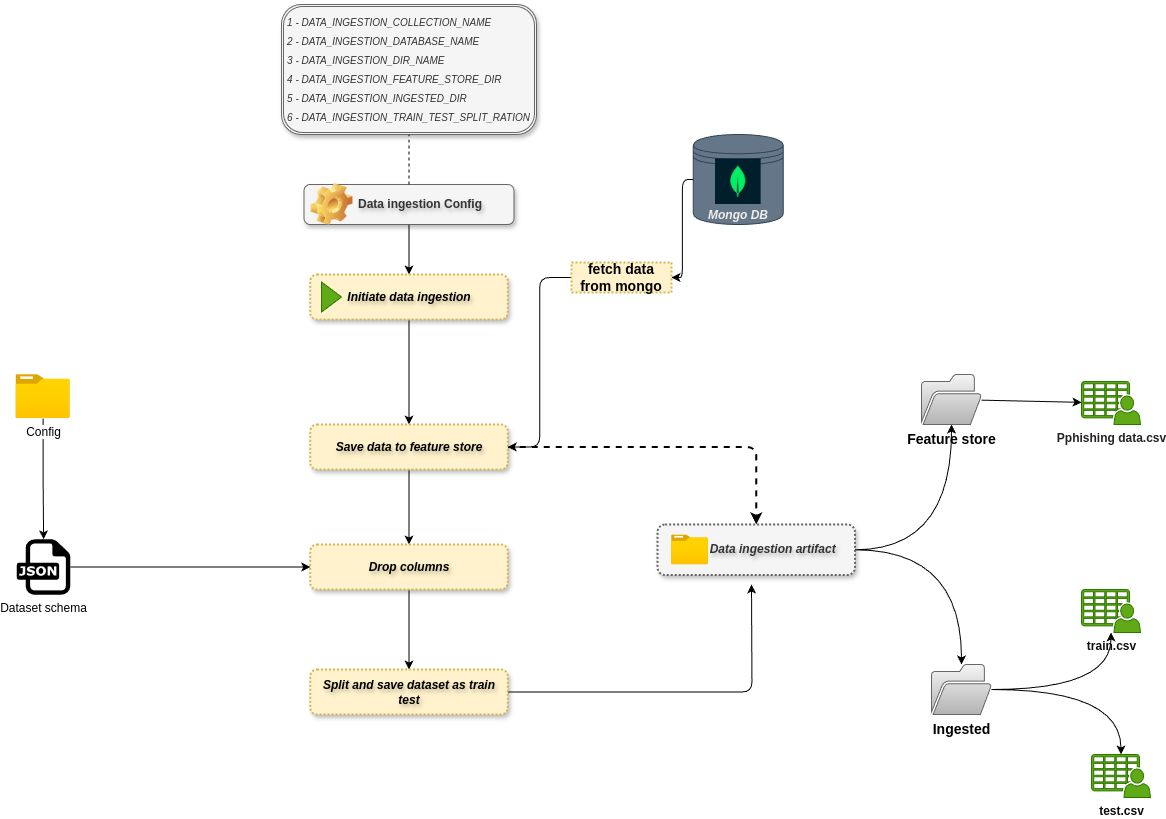 1 - DATA_INGESTION_COLLECTION_NAME
2 - DATA_INGESTION_DATABASE_NAME
3 - DATA_INGESTION_DIR_NAME
4 - DATA_INGESTION_FEATURE_STORE_DIR
5 - DATA_INGESTION_INGESTED_DIR
6 - DATA_INGESTION_TRAIN_TEST_SPLIT_RATION
Data ingestion Config
Mongo DB
fetch data
from mongo
Initiate data ingestion
Config
Save data to feature store
Feature store
Pphishing data.csv
JSON
Dataset schema
Drop columns
Data ingestion artifact
Split and save dataset as train
test
train.csv
Ingested
test.csv